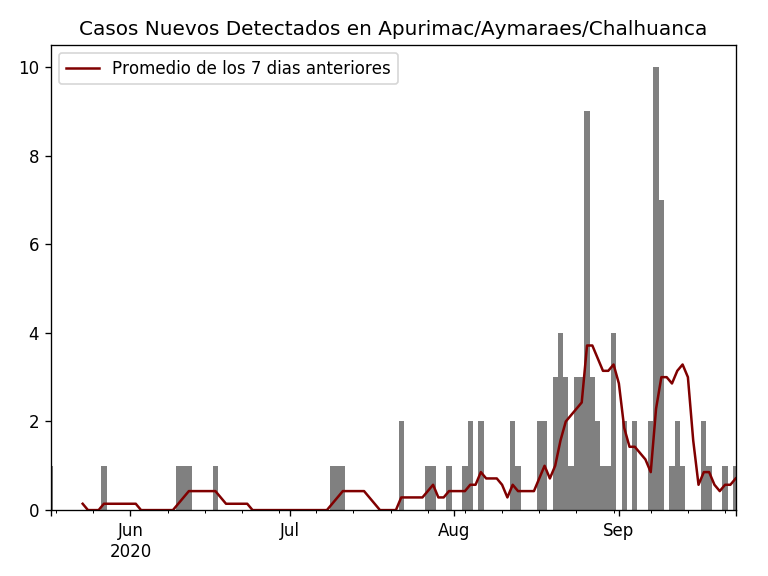 Casos Nuevos Detectados en Apurimac/Aymaraes/Chalhuanca
Promedio de los 7 dias anteriores
10
8
6
4
2
0
Jun
2020
Jul
Aug
Sep